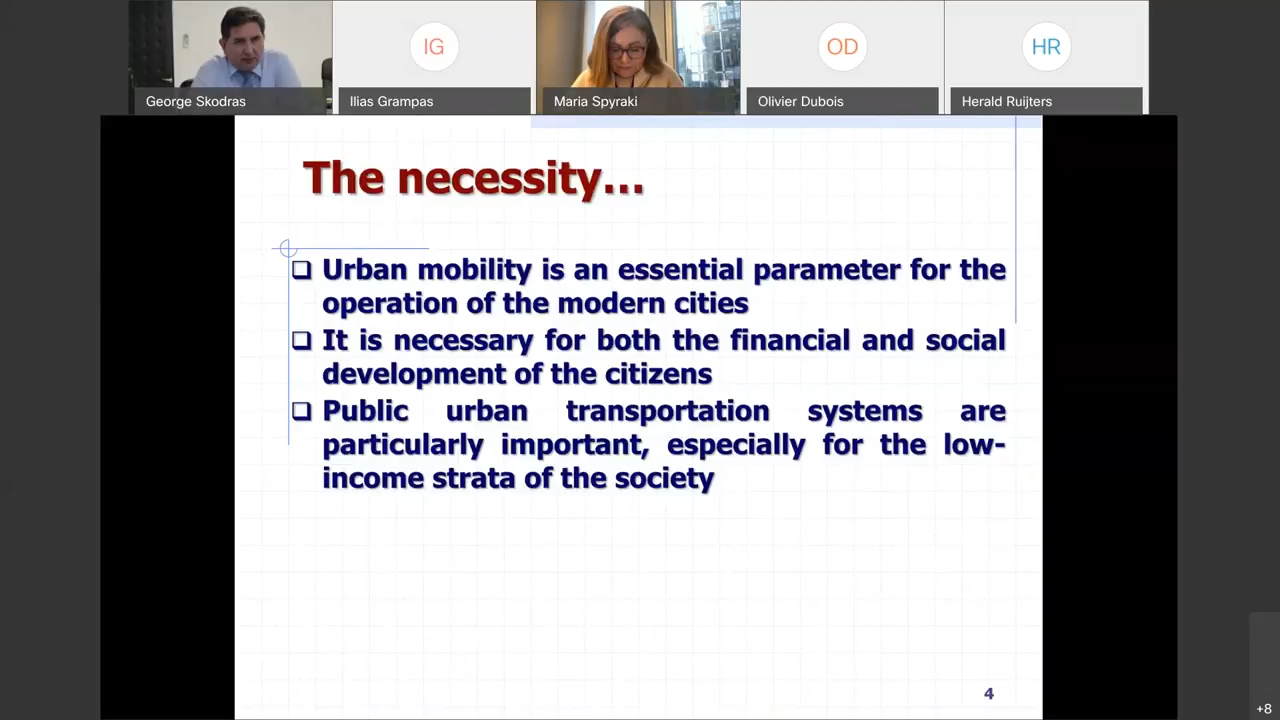 IG
OD
HR
George Skodras
Ilias Grampas
Maria Spyraki
Olivier Dubois
Herald Ruijters
The necessity...
❑ Urban mobility is an essential parameter for the
operation of the modern cities
❑ It is necessary for both the financial and social
development of the citizens
❑ Public urban transportation systems are
particularly important, especially for the low-
income strata of the society
4
+8